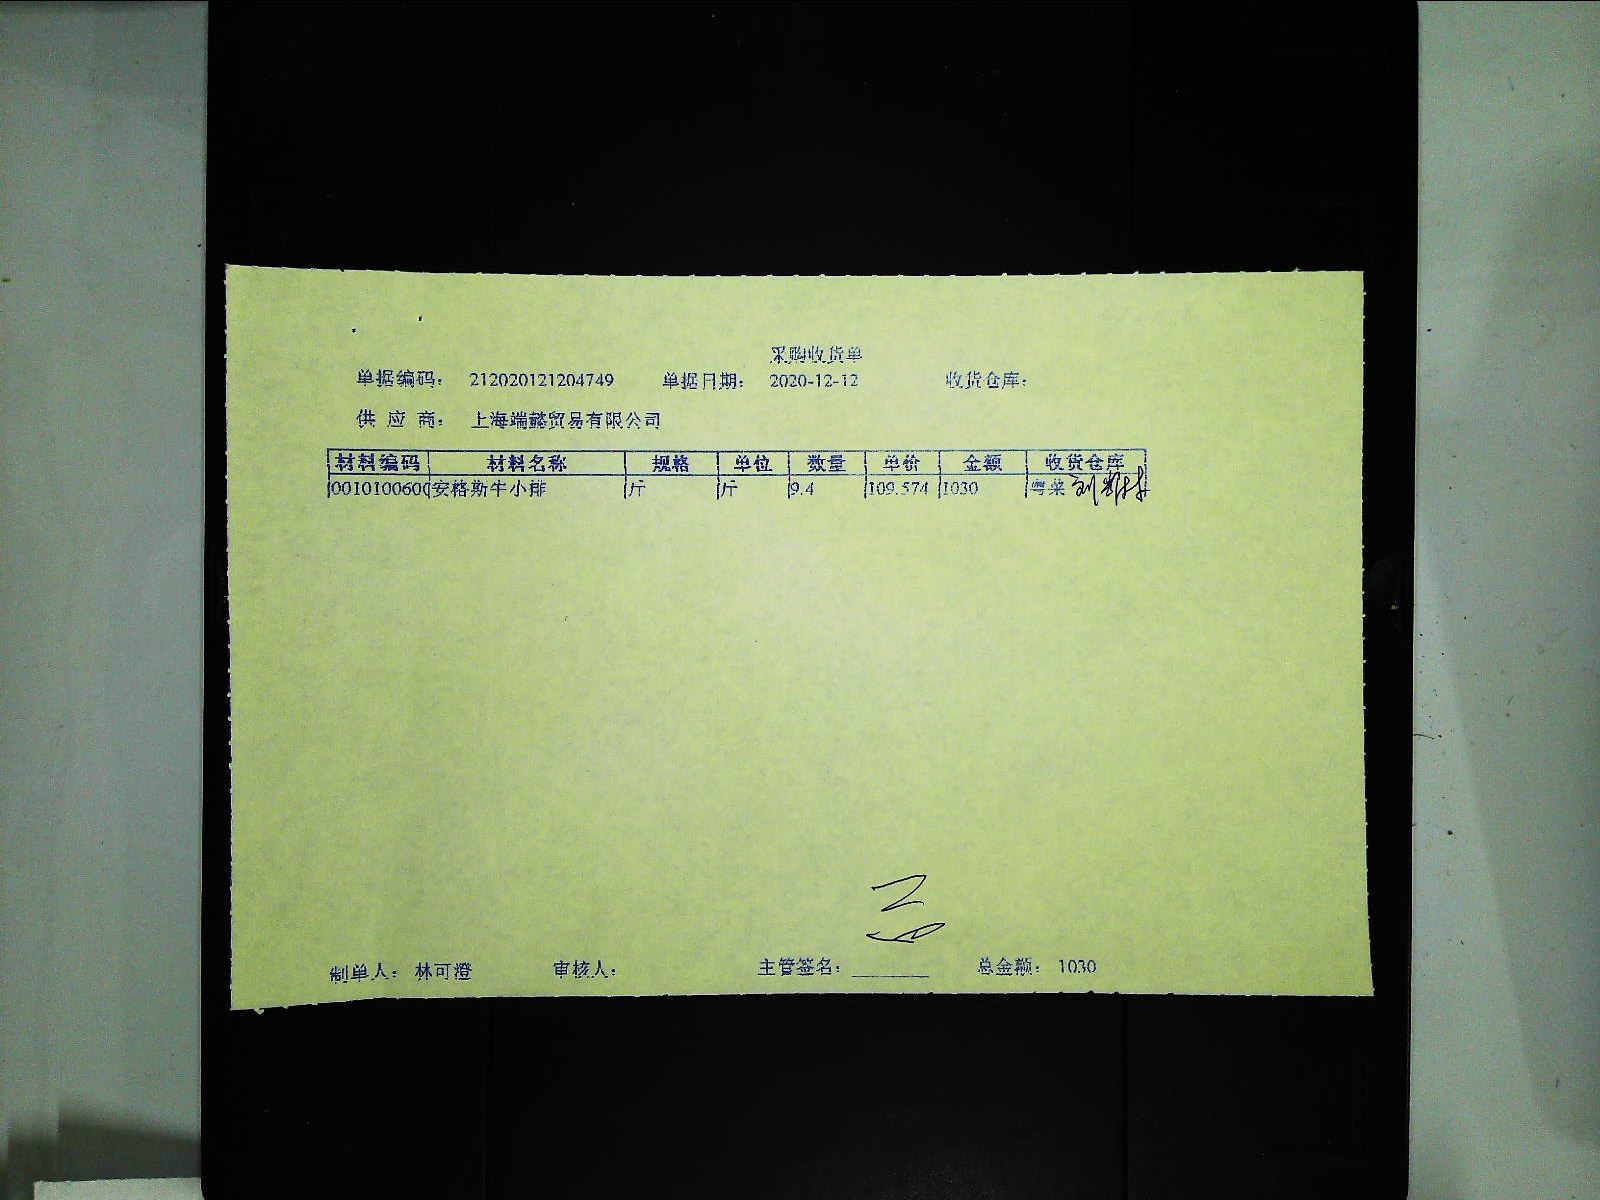 采购收货单
单据编码： 212020121204749 单据日期： 2020-12-12 收货仓库：
供 应 商： 上海端懿贸易有限公司
材料编码 材料名称 规格 单位 数量 单价 金额 收货仓库
0010100600 安格斯牛小排 斤 斤 9.4 109.574 1030 粤菜
制单人： 林可澄 审核人： 主管签名：________ 总金额： 1030